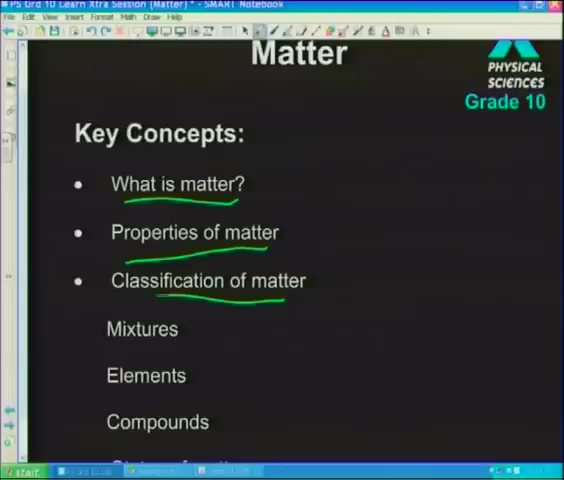 PS Grd 10 Learn Xtra Session (Matter) * - SMART Notebook
File Edit View Insert Format Math Draw Help
Matter
PHYSICAL
SCIENCES
Grade 10
Key Concepts:
• What is matter?
• Properties of matter
• Classification of matter
Mixtures
Elements
Compounds
start